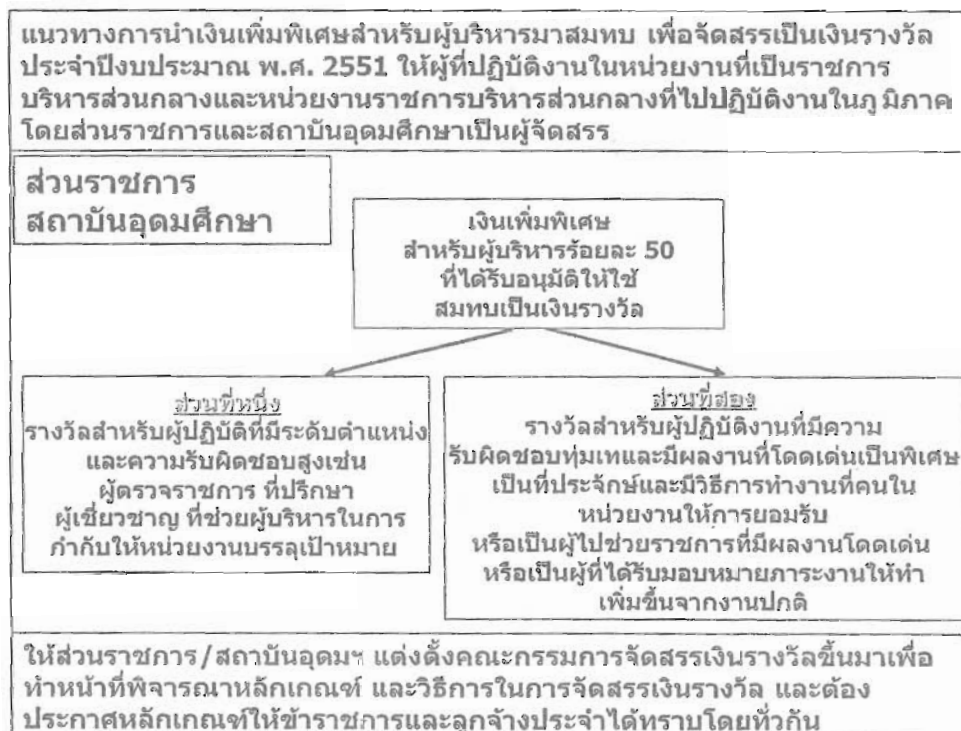 แนวทางการนำเงินเพิ่มพิเศษสำหรับผู้บริหารมาสมทบ เพื่อจัดสรรเป็นเงินรางวัล
ประจำปีงบประมาณ พ.ศ. 2551 ให้ผู้ที่ปฏิบัติงานในหน่วยงานที่เป็นราชการ
บริหารส่วนกลางและหน่วยงานราชการบริหารส่วนกลางที่ไปปฏิบัติงานในภูมิภาค
โดยส่วนราชการและสถาบันอุดมศึกษาเป็นผู้จัดสรร
ส่วนราชการ
สถาบันอุดมศึกษา
เงินเพิ่มพิเศษ
สำหรับผู้บริหารร้อยละ 50
ที่ได้รับอนุมัติให้ใช้
สมทบเป็นเงินรางวัล
ส่วนที่หนึ่ง
รางวัลสำหรับผู้ปฏิบัติที่มีระดับตำแหน่ง
และความรับผิดชอบสูงเช่น
ผู้ตรวจราชการ ที่ปรึกษา
ผู้เชี่ยวชาญ ที่ช่วยผู้บริหารในการ
กำกับให้หน่วยงานบรรลุเป้าหมาย
ส่วนที่สอง
รางวัลสำหรับผู้ปฏิบัติงานที่มีความ
รับผิดชอบทุ่มเทและมีผลงานที่โดดเด่นเป็นพิเศษ
เป็นที่ประจักษ์และมีวิธีการทำงานที่คนใน
หน่วยงานให้การยอมรับ
หรือเป็นผู้ไปช่วยราชการที่มีผลงานโดดเด่น
หรือเป็นผู้ที่ได้รับมอบหมายภาระงานให้ทำ
เพิ่มขึ้นจากงานปกติ
ให้ส่วนราชการ/สถาบันอุดมฯ แต่งตั้งคณะกรรมการจัดสรรเงินรางวัลขึ้นมาเพื่อ
ทำหน้าที่พิจารณาหลักเกณฑ์ และวิธีการในการจัดสรรเงินรางวัล และต้อง
ประกาศหลักเกณฑ์ให้ข้าราชการและลูกจ้างประจำได้ทราบโดยทั่วกัน